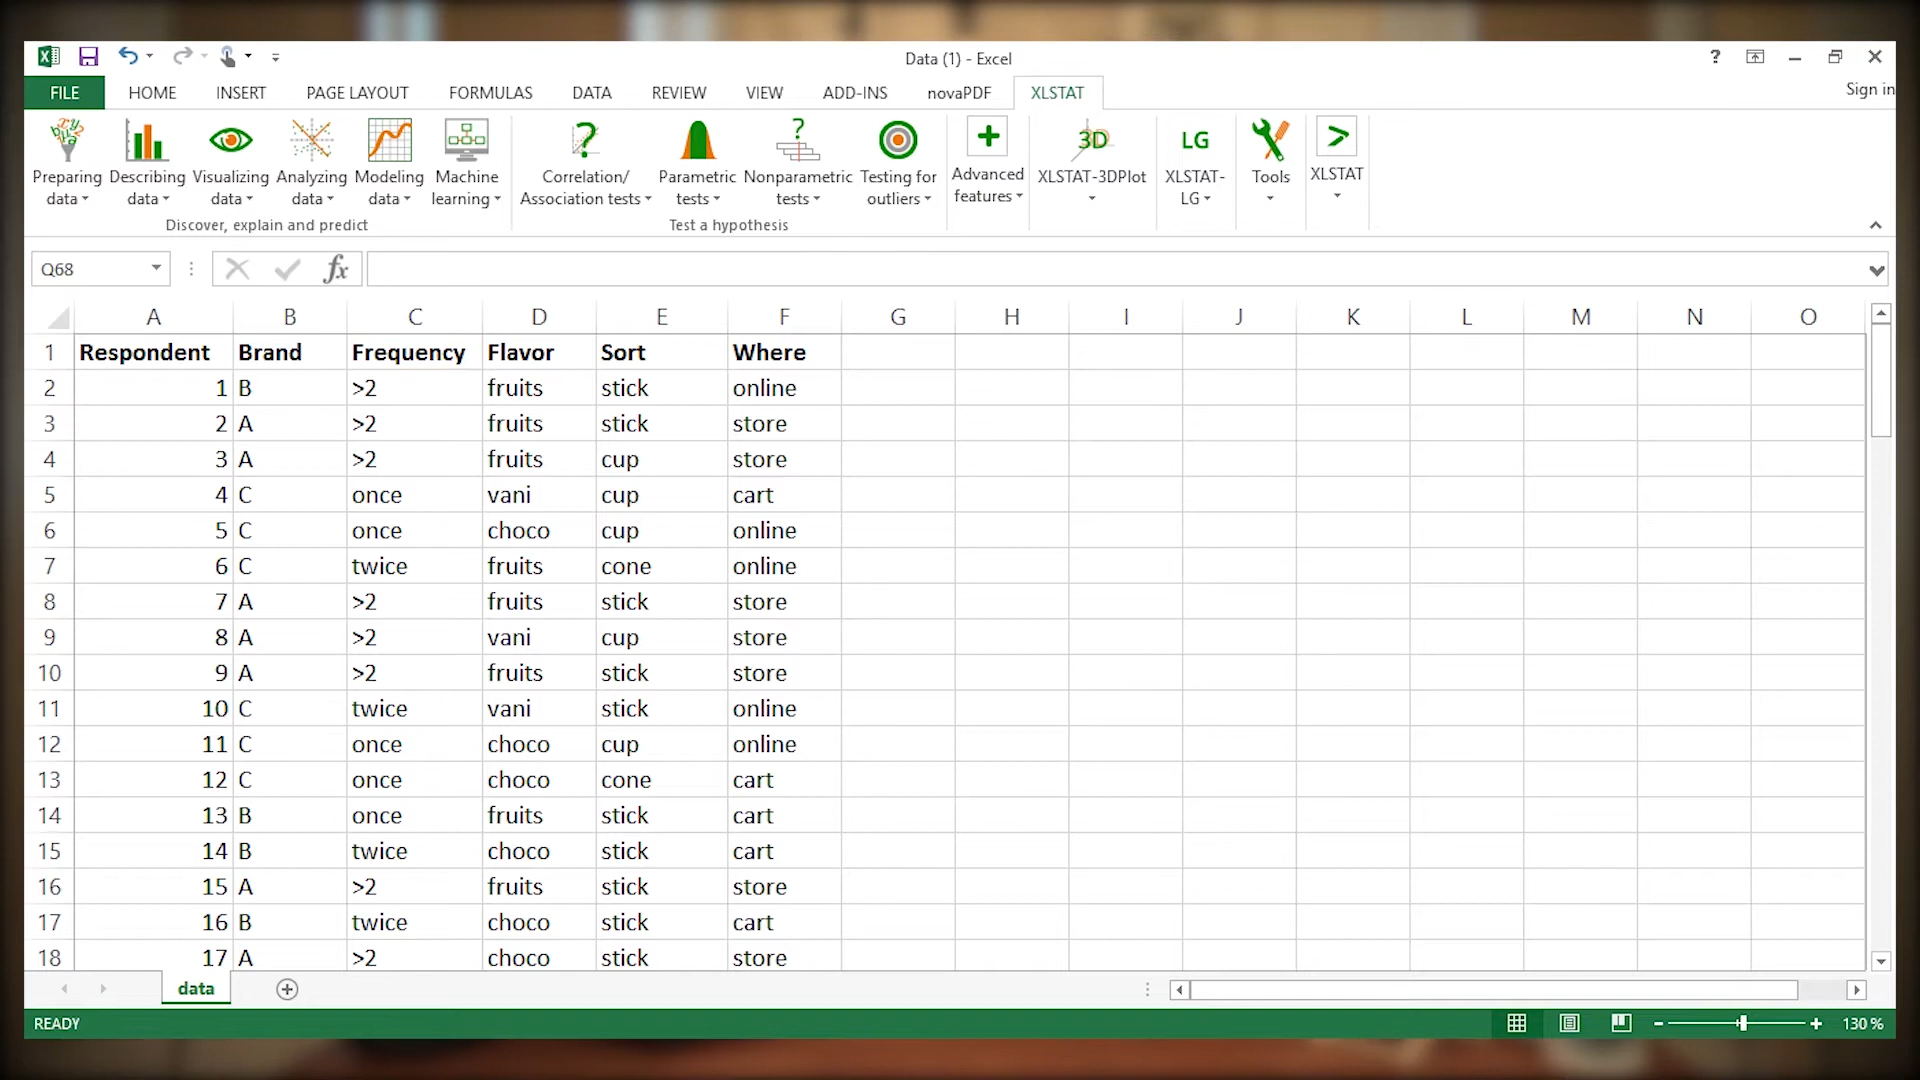 Data (1) - Excel
?
FILE HOME INSERT PAGE LAYOUT FORMULAS DATA REVIEW VIEW ADD-INS novaPDF XLSTAT Sign in
Preparing data Describing data Visualizing data Analyzing data Modeling data Machine learning Correlation/ Association tests Parametric tests Nonparametric tests Testing for outliers Advanced features 3D XLSTAT-3DPlot LG XLSTAT-LG Tools XLSTAT
Discover, explain and predict Test a hypothesis
Q68 fx
A B C D E F G H I J K L M N O
1 Respondent Brand Frequency Flavor Sort Where
2 1 B >2 fruits stick online
3 2 A >2 fruits stick store
4 3 A >2 fruits cup store
5 4 C once vani cup cart
6 5 C once choco cup online
7 6 C twice fruits cone online
8 7 A >2 fruits stick store
9 8 A >2 vani cup store
10 9 A >2 fruits stick store
11 10 C twice vani stick online
12 11 C once choco cup online
13 12 C once choco cone cart
14 13 B once fruits stick cart
15 14 B twice choco stick cart
16 15 A >2 fruits stick store
17 16 B twice choco stick cart
18 17 A >2 choco stick store
data
READY 130 %